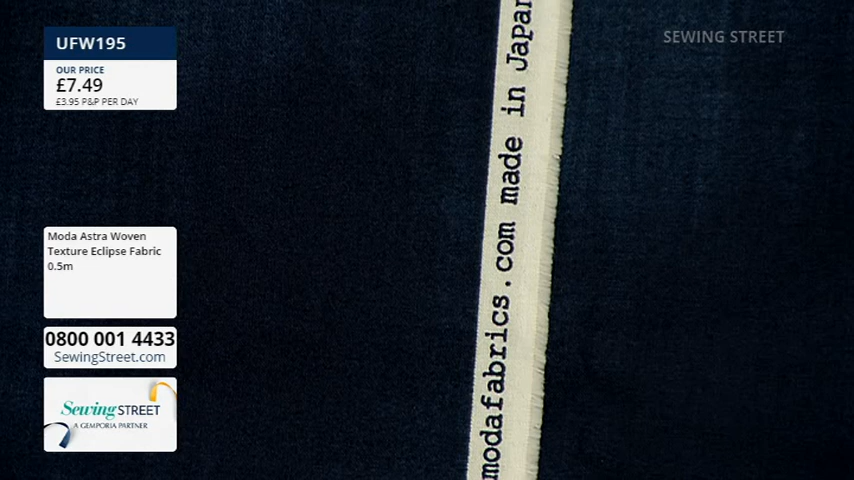 UFW195
OUR PRICE
£7.49
£3.95 P&P PER DAY
Moda Astra Woven
Texture Eclipse Fabric
0.5m
0800 001 4433
SewingStreet.com
Sewing STREET
A GEMPORIA PARTNER
modafabrics.com made in Japan
SEWING STREET